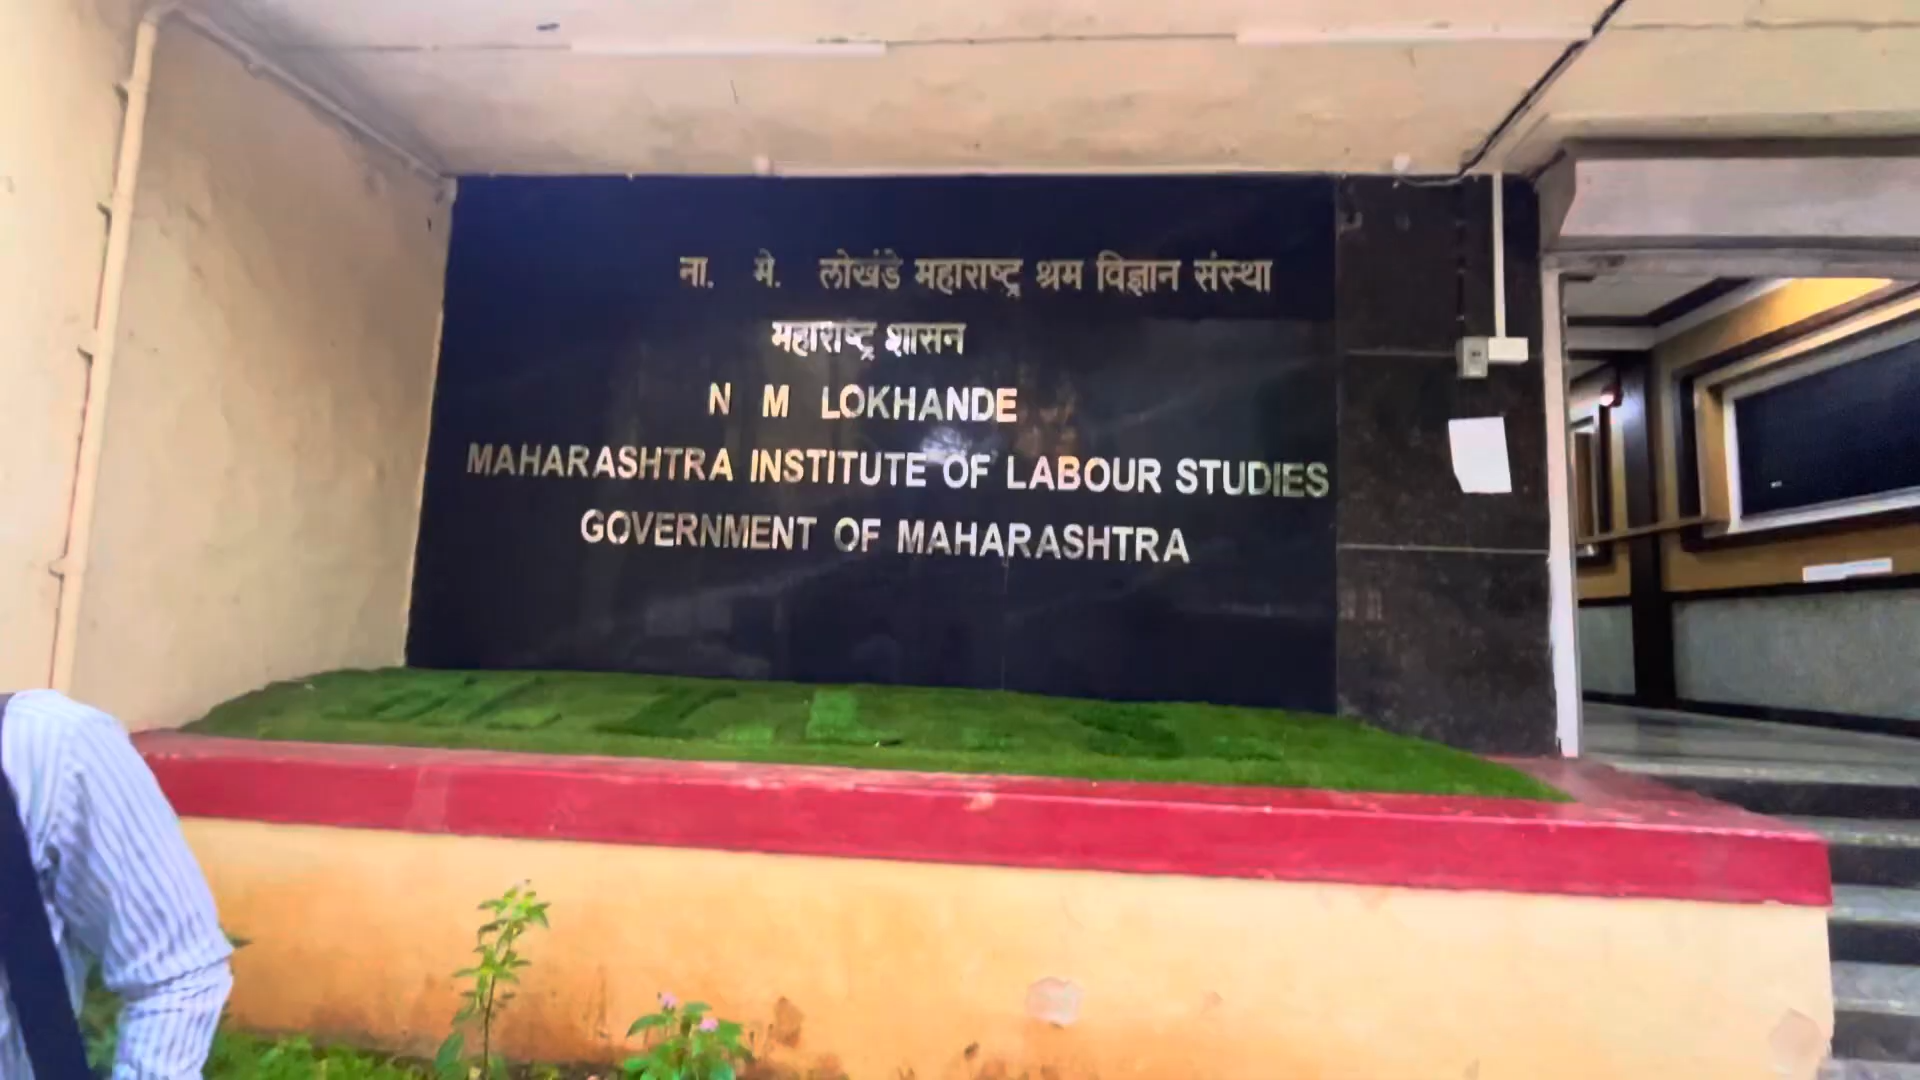 ना. मे. लोखंडे महाराष्ट्र श्रम विज्ञान संस्था
महाराष्ट्र शासन
N M LOKHANDE
MAHARASHTRA INSTITUTE OF LABOUR STUDIES
GOVERNMENT OF MAHARASHTRA